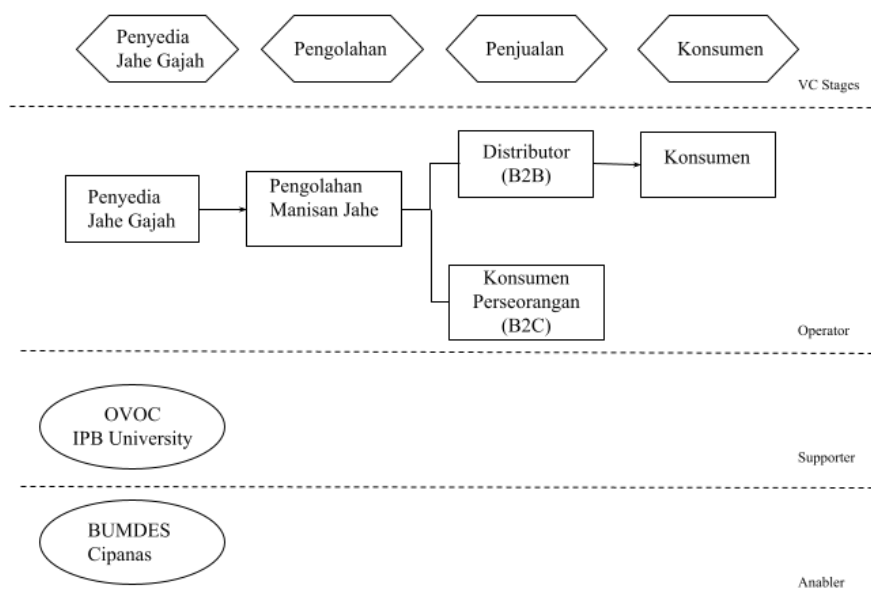 Penyedia
Jahe Gajah
Pengolahan
Penjualan
Konsumen
VC Stages
Penyedia
Jahe Gajah
Pengolahan
Manisan Jahe
Distributor
(B2B)
Konsumen
Konsumen
Perseorangan
(B2C)
Operator
OVOC
IPB University
Supporter
BUMDES
Cipanas
Anabler